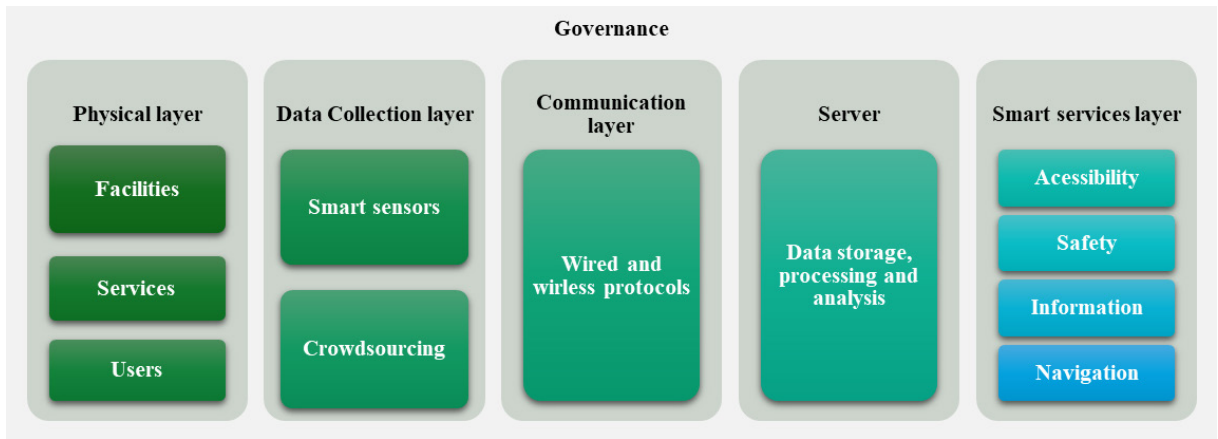 Governance
Physical layer
Facilities
Services
Users
Data Collection layer
Smart sensors
Crowdsourcing
Communication
layer
Wired and
wirless protocols
Server
Data storage,
processing and
analysis
Smart services layer
Acessibility
Safety
Information
Navigation